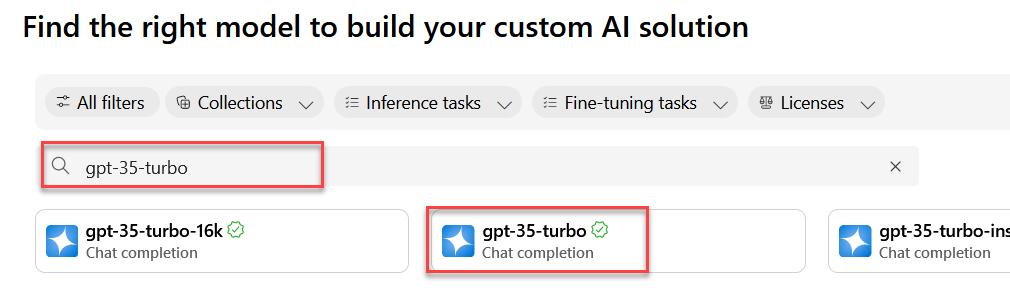 Find the right model to build your custom AI solution
All filters Collections Inference tasks Fine-tuning tasks Licenses
gpt-35-turbo
gpt-35-turbo-16k gpt-35-turbo gpt-35-turbo-ins
Chat completion Chat completion Chat completion